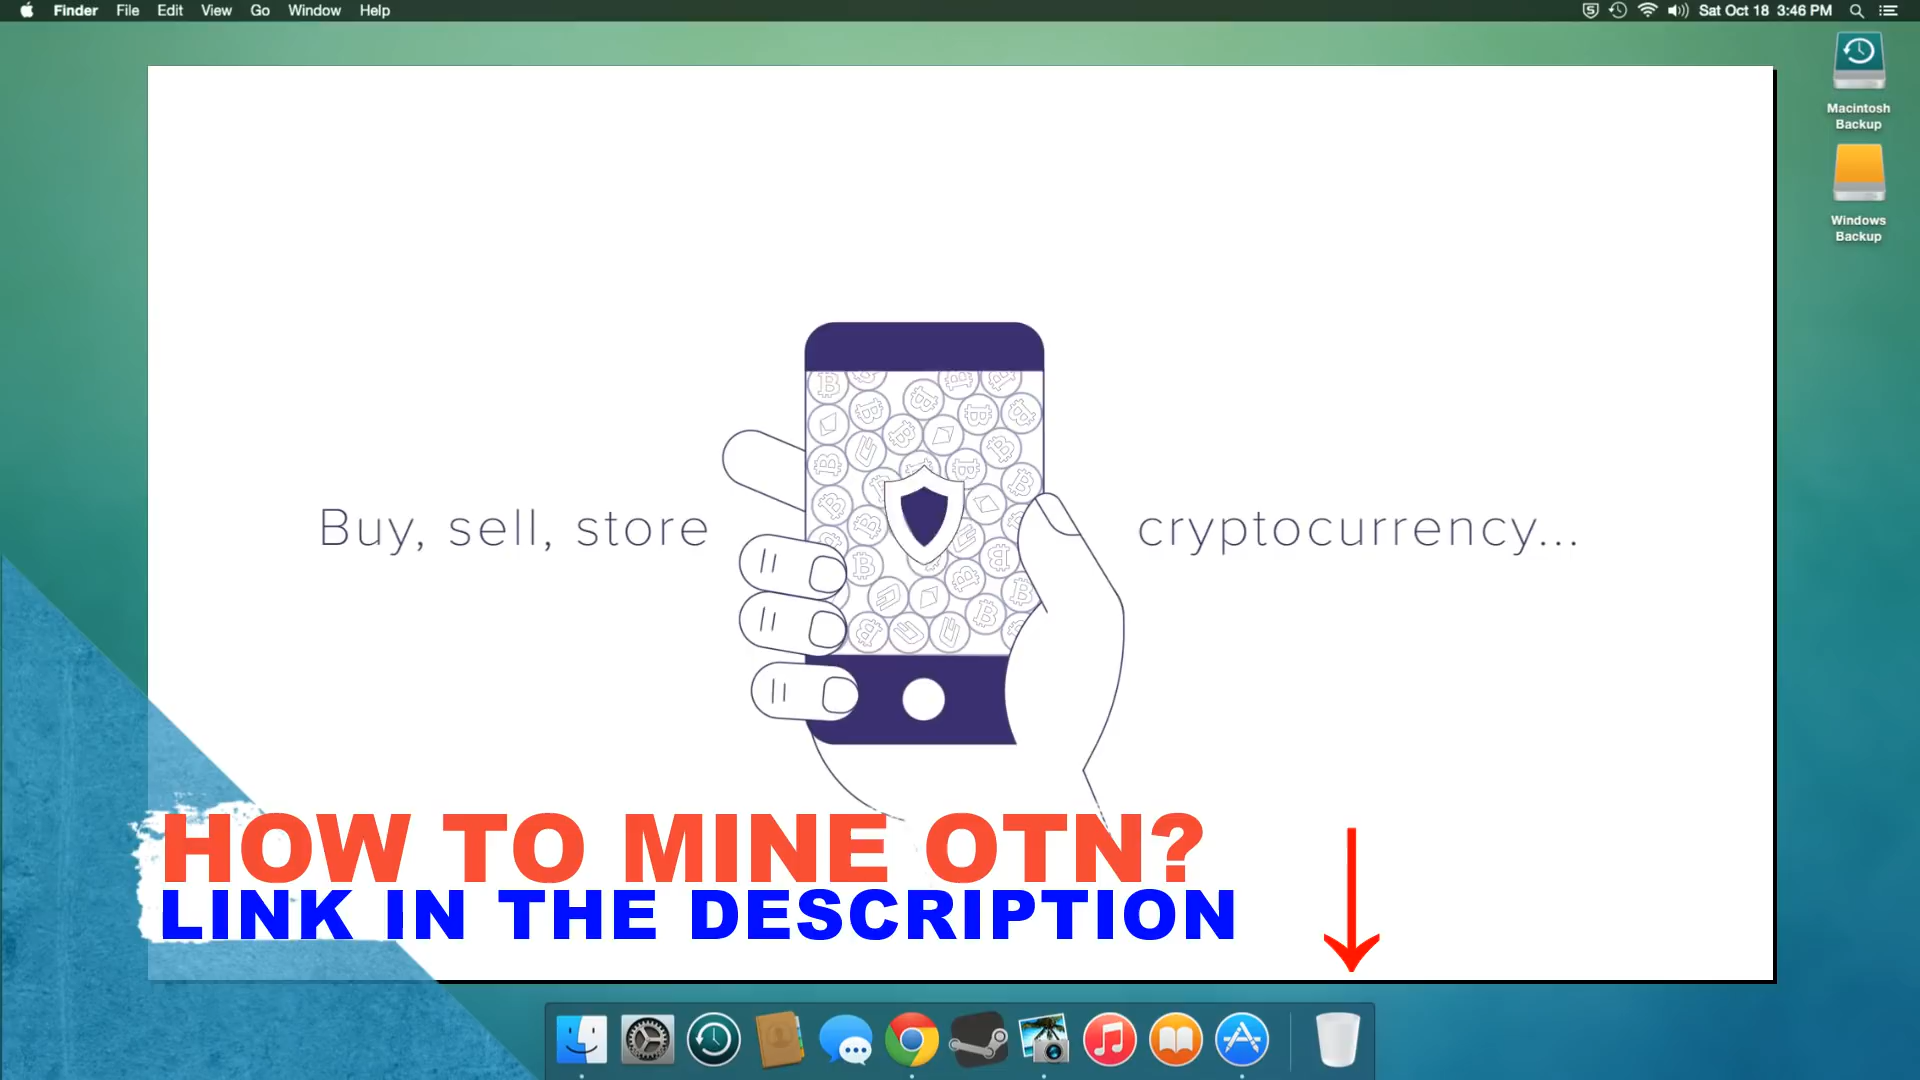 Finder File Edit View Go Window Help Sat Oct 18 3:46 PM
Macintosh
Backup
Windows
Backup
Buy, sell, store cryptocurrency...
HOW TO MINE OTN?
LINK IN THE DESCRIPTION